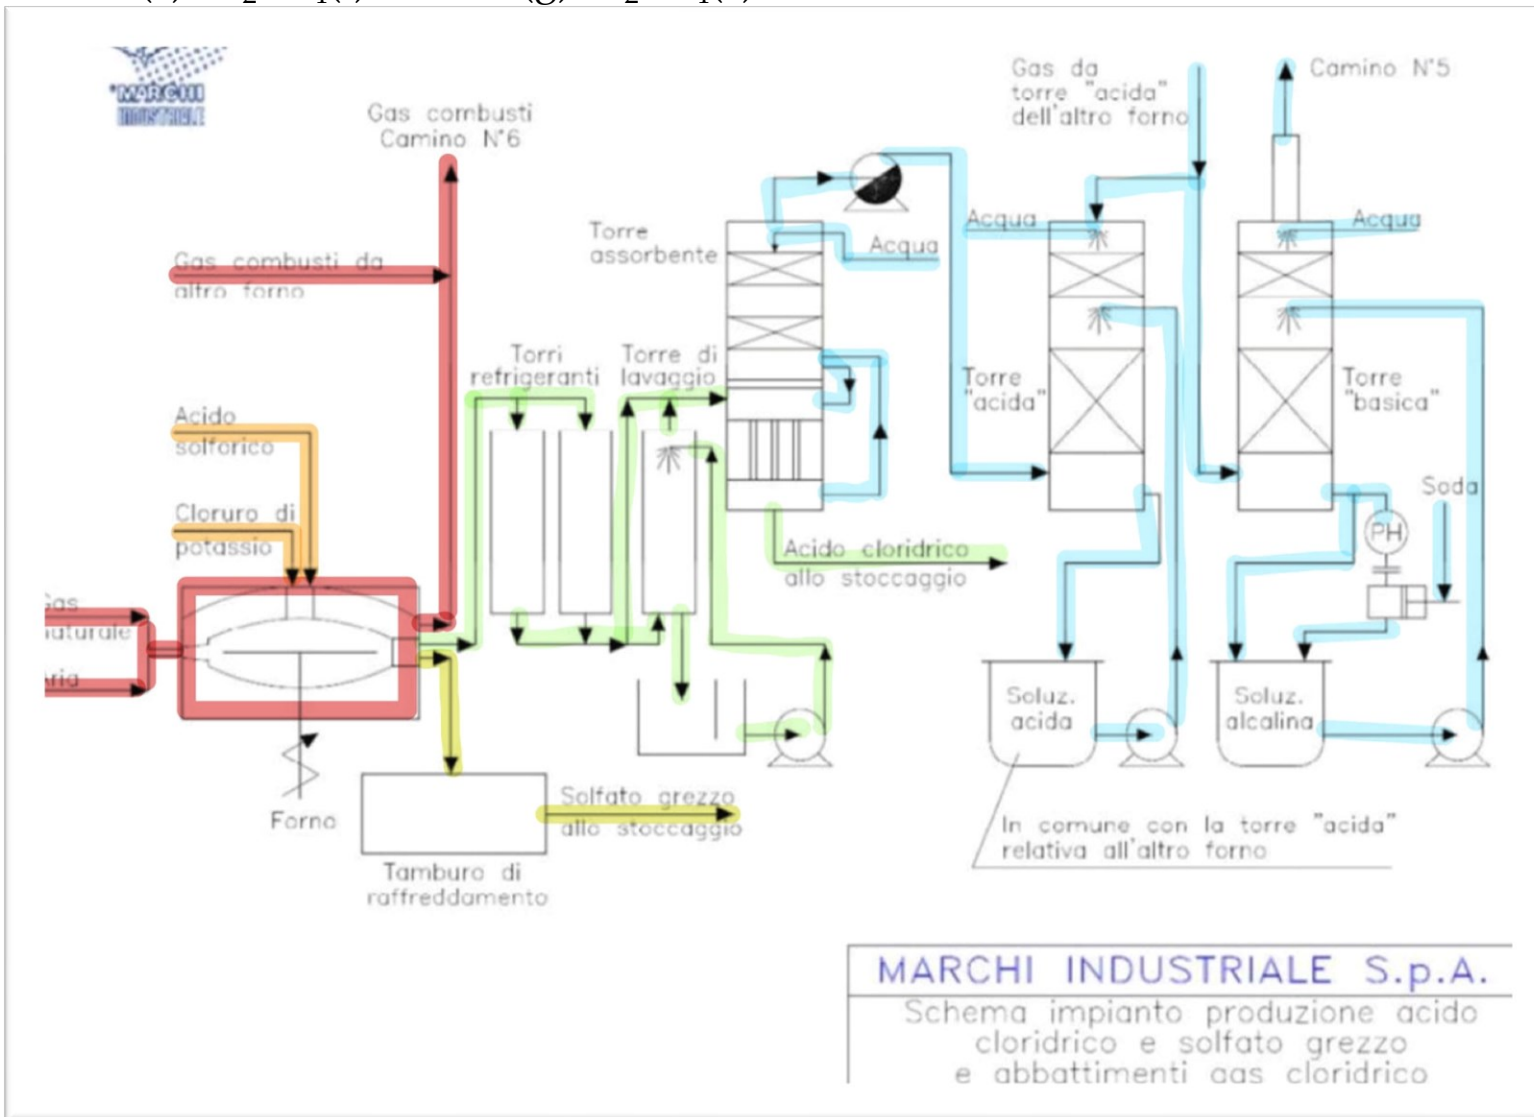 MARCHI
INDUSTRIALE
Gas combusti
Camino N°6
Gas combusti da
altro forno
Acido
solforico
Cloruro di
potassio
Gas
naturale
Aria
Forno
Torri
refrigeranti
Torre di
lavaggio
Torre
assorbente
Acqua
Acido cloridrico
allo stoccaggio
Solfato grezzo
allo stoccaggio
Tamburo di
raffreddamento
Gas da
torre "acida"
dell'altro forno
Camino N°5
Acqua
Acqua
Torre
"acida"
Torre
"basica"
Soda
PH
Soluz.
acida
Soluz.
alcalina
In comune con la torre "acida"
relativa all'altro forno
MARCHI INDUSTRIALE S.p.A.
Schema impianto produzione acido
cloridrico e solfato grezzo
e abbattimenti gas cloridrico